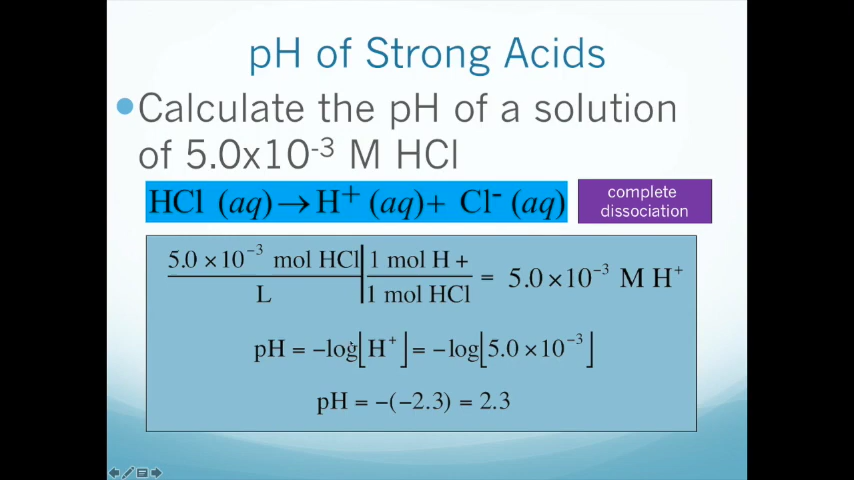 pH of Strong Acids
•Calculate the pH of a solution
of 5.0x10⁻³ M HCl
HCl (aq) → H⁺ (aq) + Cl⁻ (aq)
complete
dissociation
5.0 × 10⁻³ mol HCl | 1 mol H + = 5.0 × 10⁻³ M H⁺
L | 1 mol HCl
pH = −log[H⁺] = −log[5.0 × 10⁻³]
pH = −(−2.3) = 2.3